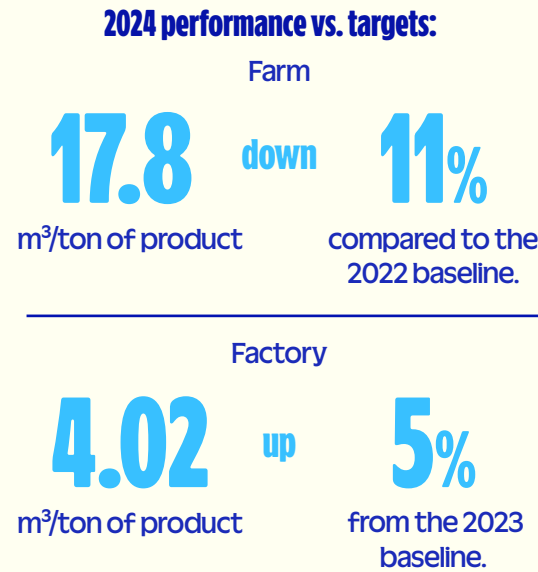 2024 performance vs. targets:
Farm
17.8 down 11%
m³/ton of product compared to the
2022 baseline.
Factory
4.02 up 5%
m³/ton of product from the 2023
baseline.